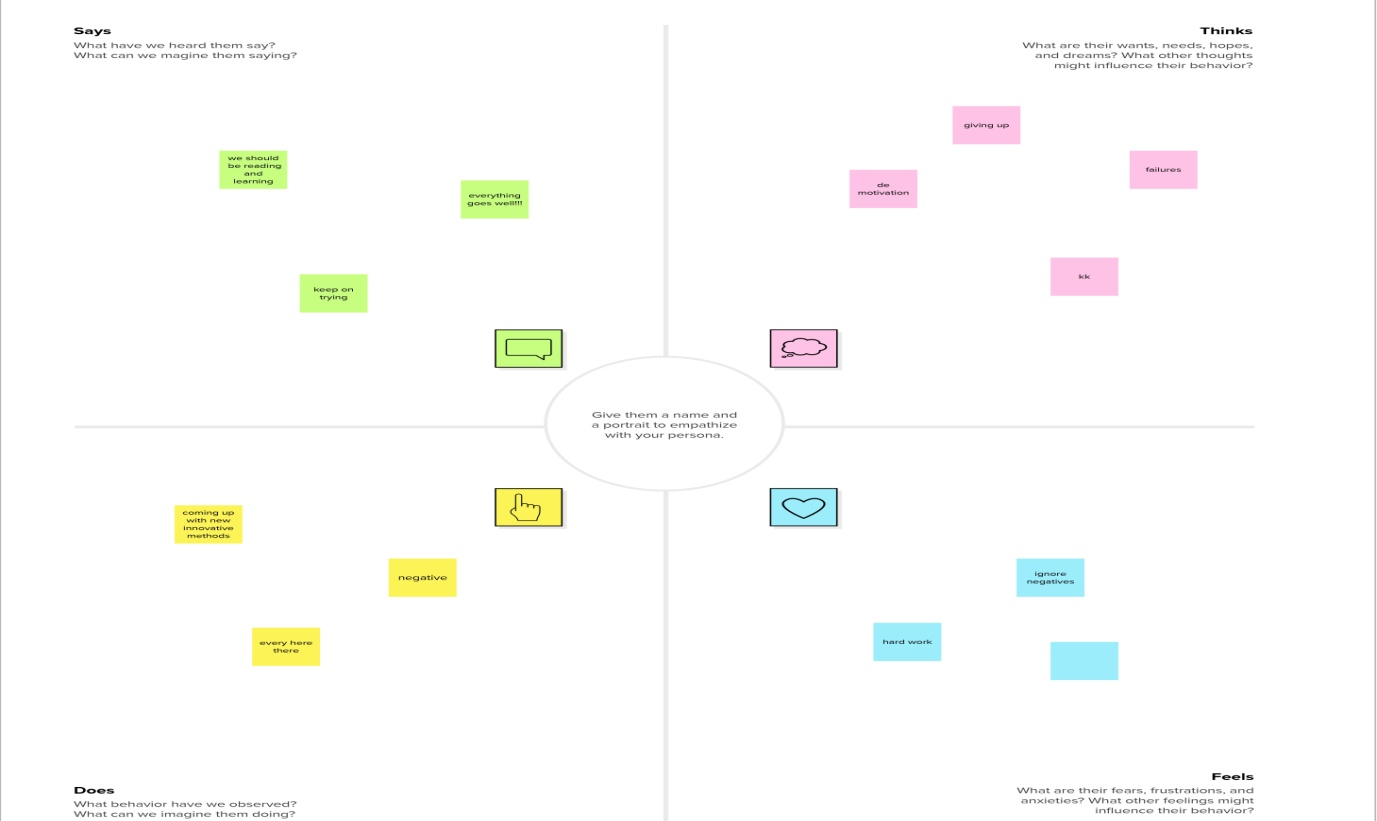 Says
What have we heard them say?
What can we magine them saying?
Thinks
What are their wants, needs, hopes,
and dreams? What other thoughts
might influence their behavior?
we should
be reading
and
learning
everything
goes well!!!
keep on
trying
giving up
de
motivation
failures
kk
Give them a name and
a portrait to empathize
with your persona.
coming up
with new
innovative
methods
negative
every here
there
ignore
negatives
hard work
Does
What behavior have we observed?
What can we imagine them doing?
Feels
What are their fears, frustrations, and
anxieties? What other feelings might
influence their behavior?